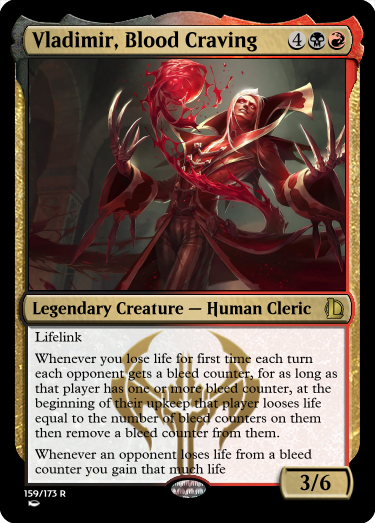 Vladimir, Blood Craving 4
Legendary Creature — Human Cleric
Lifelink
Whenever you lose life for first time each turn
each opponent gets a bleed counter, for as long as
that player has one or more bleed counter, at the
beginning of their upkeep that player looses life
equal to the number of bleed counters on them
then remove a bleed counter from them.
Whenever an opponent loses life from a bleed
counter you gain that much life
3/6
159/173 R